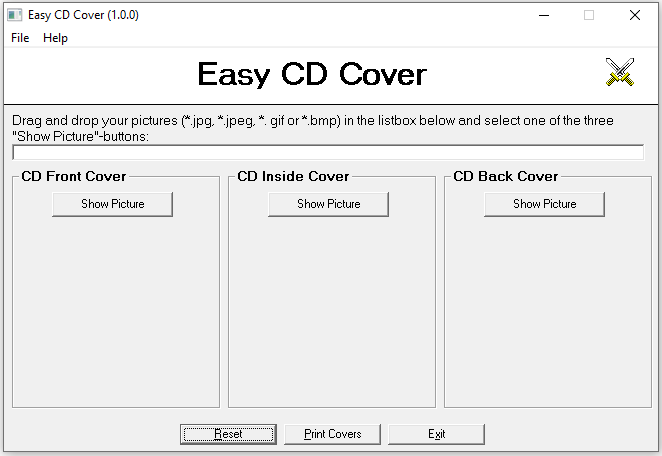 Easy CD Cover (1.0.0)
File Help
Easy CD Cover
Drag and drop your pictures (*.jpg, *.jpeg, *. gif or *.bmp) in the listbox below and select one of the three
"Show Picture"-buttons:
CD Front Cover CD Inside Cover CD Back Cover
Show Picture Show Picture Show Picture
Reset Print Covers Exit